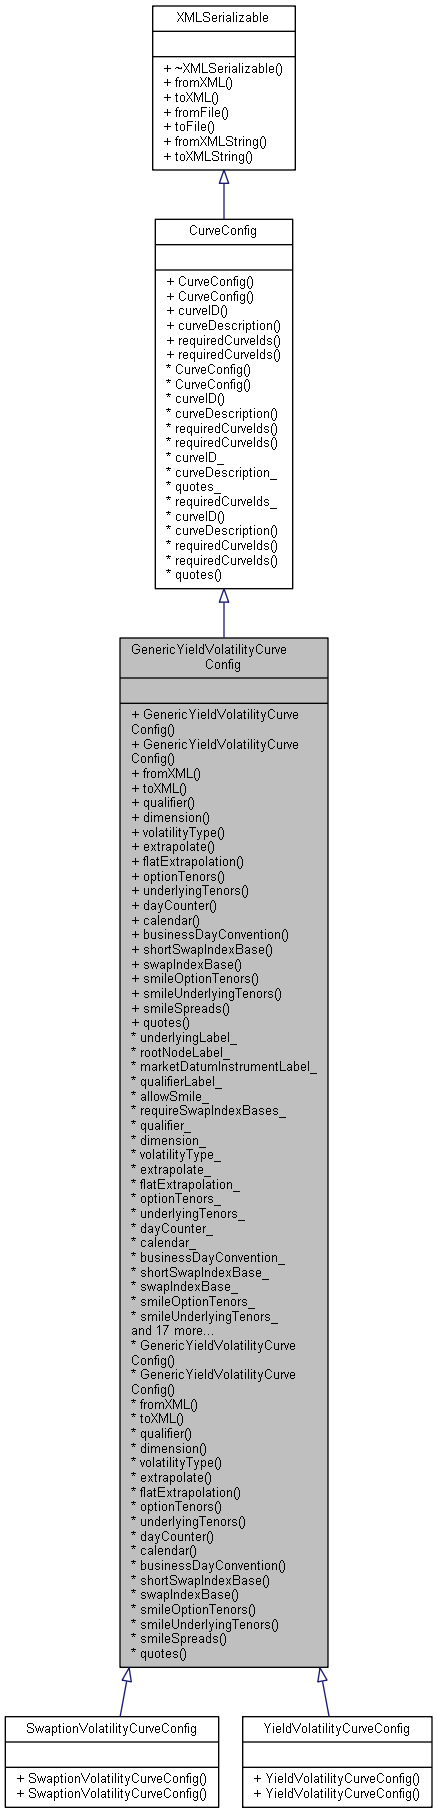 XMLSerializable
+ ~XMLSerializable()
+ fromXML()
+ toXML()
+ fromFile()
+ toFile()
+ fromXMLString()
+ toXMLString()
CurveConfig
+ CurveConfig()
+ CurveConfig()
+ curveID()
+ curveDescription()
+ requiredCurveIds()
+ requiredCurveIds()
* CurveConfig()
* CurveConfig()
* curveID()
* curveDescription()
* requiredCurveIds()
* requiredCurveIds()
* curveID_
* curveDescription_
* quotes_
* requiredCurveIds_
* curveID()
* curveDescription()
* requiredCurveIds()
* requiredCurveIds()
* quotes()
GenericYieldVolatilityCurve
Config
+ GenericYieldVolatilityCurve
Config()
+ GenericYieldVolatilityCurve
Config()
+ fromXML()
+ toXML()
+ qualifier()
+ dimension()
+ volatilityType()
+ extrapolate()
+ flatExtrapolation()
+ optionTenors()
+ underlyingTenors()
+ dayCounter()
+ calendar()
+ businessDayConvention()
+ shortSwapIndexBase()
+ swapIndexBase()
+ smileOptionTenors()
+ smileUnderlyingTenors()
+ smileSpreads()
+ quotes()
* underlyingLabel_
* rootNodeLabel_
* marketDatumInstrumentLabel_
* qualifierLabel_
* allowSmile_
* requireSwapIndexBases_
* qualifier_
* dimension_
* volatilityType_
* extrapolate_
* flatExtrapolation_
* optionTenors_
* underlyingTenors_
* dayCounter_
* calendar_
* businessDayConvention_
* shortSwapIndexBase_
* swapIndexBase_
* smileOptionTenors_
* smileUnderlyingTenors_
and 17 more...
* GenericYieldVolatilityCurve
Config()
* GenericYieldVolatilityCurve
Config()
* fromXML()
* toXML()
* qualifier()
* dimension()
* volatilityType()
* extrapolate()
* flatExtrapolation()
* optionTenors()
* underlyingTenors()
* dayCounter()
* calendar()
* businessDayConvention()
* shortSwapIndexBase()
* swapIndexBase()
* smileOptionTenors()
* smileUnderlyingTenors()
* smileSpreads()
* quotes()
SwaptionVolatilityCurveConfig
+ SwaptionVolatilityCurveConfig()
+ SwaptionVolatilityCurveConfig()
YieldVolatilityCurveConfig
+ YieldVolatilityCurveConfig()
+ YieldVolatilityCurveConfig()